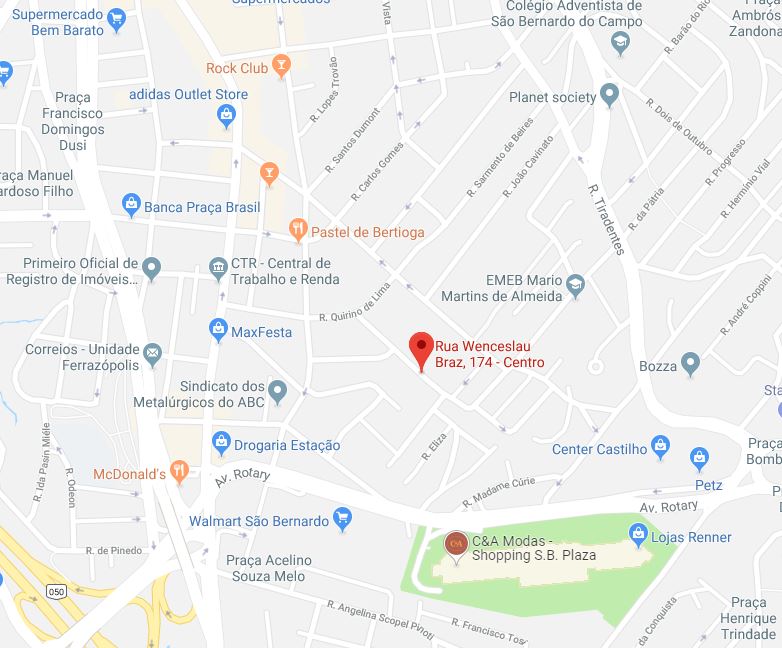 Supermercados
Supermercado
Bem Barato
Vista
Colégio Adventista de
São Bernardo do Campo
Praça
Ambrós
Zandona
R. Barão do Rio
Rock Club
R. Lopes Trovão
adidas Outlet Store
Planet society
Praça
Francisco
Domingos
Dusi
R. Santos Dumont
R. Carlos Gomes
R. Sarmento de Beires
R. João Cavinato
R. Dois de Outubro
R. Progresso
R. Hermínio Vial
R. da Pátria
R. Tiradentes
raça Manuel
ardoso Filho
Banca Praça Brasil
Pastel de Bertioga
Primeiro Oficial de
Registro de Imóveis...
CTR - Central de
Trabalho e Renda
EMEB Mario
Martins de Almeida
R. Quirino de Lima
R. André Coppini
MaxFesta
Rua Wenceslau
Braz, 174 - Centro
Correios - Unidade
Ferrazópolis
Bozza
Sindicato dos
Metalúrgicos do ABC
Sta
R. Ida Pasin Miéle
R. Odeon
Drogaria Estação
R. Eliza
Center Castilho
Praça
Bomb
McDonald's
Av. Rotary
R. Madame Cúrie
Petz
Av. Rotary
Walmart São Bernardo
C&A
C&A Modas -
Shopping S.B. Plaza
Lojas Renner
R. de Pinedo
Praça Acelino
Souza Melo
050
R. Angelina Scopel
R. Francisco
da Conquista
Praça
Henrique
Trindade